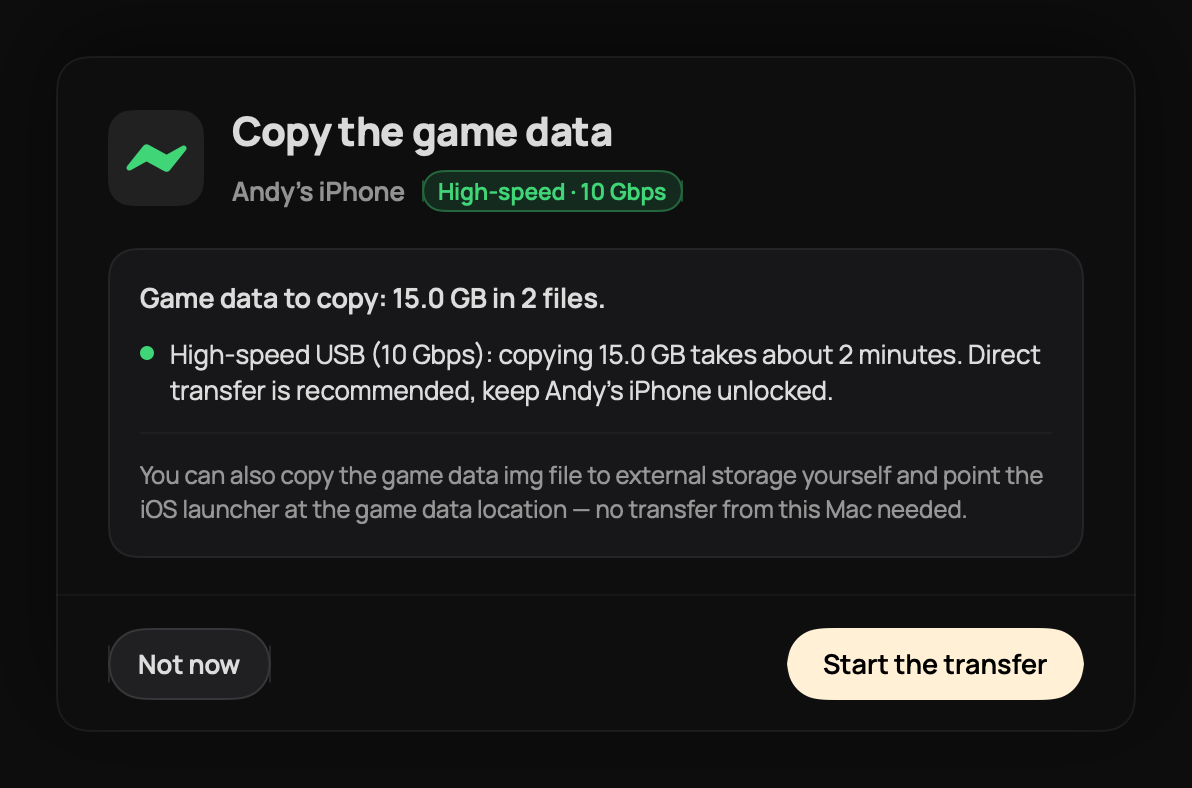 Copy the game data
Andy's iPhone
High-speed · 10 Gbps
Game data to copy: 15.0 GB in 2 files.
High-speed USB (10 Gbps): copying 15.0 GB takes about 2 minutes. Direct
transfer is recommended, keep Andy's iPhone unlocked.
You can also copy the game data img file to external storage yourself and point the
iOS launcher at the game data location — no transfer from this Mac needed.
Not now
Start the transfer